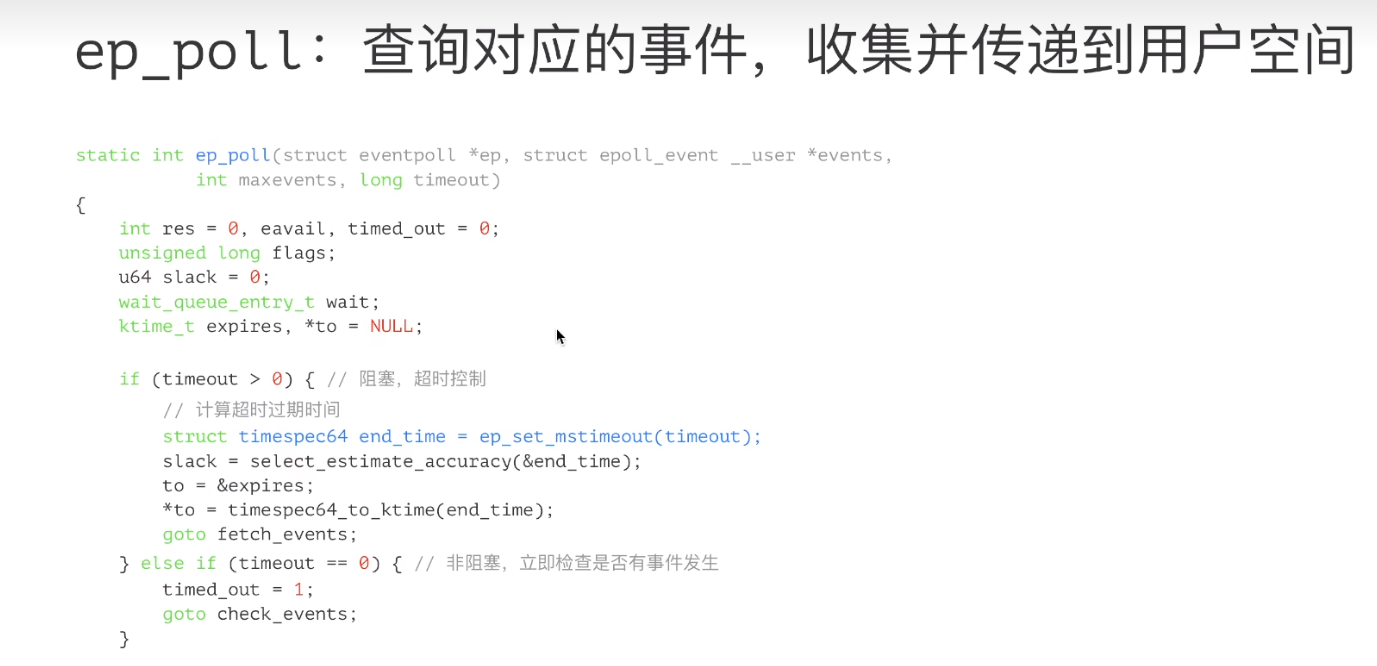 ep_poll：查询对应的事件，收集并传递到用户空间
static int ep_poll(struct eventpoll *ep, struct epoll_event __user *events,
int maxevents, long timeout)
{
int res = 0, eavail, timed_out = 0;
unsigned long flags;
u64 slack = 0;
wait_queue_entry_t wait;
ktime_t expires, *to = NULL;
if (timeout > 0) { // 阻塞，超时控制
// 计算超时过期时间
struct timespec64 end_time = ep_set_mstimeout(timeout);
slack = select_estimate_accuracy(&end_time);
to = &expires;
*to = timespec64_to_ktime(end_time);
goto fetch_events;
} else if (timeout == 0) { // 非阻塞，立即检查是否有事件发生
timed_out = 1;
goto check_events;
}